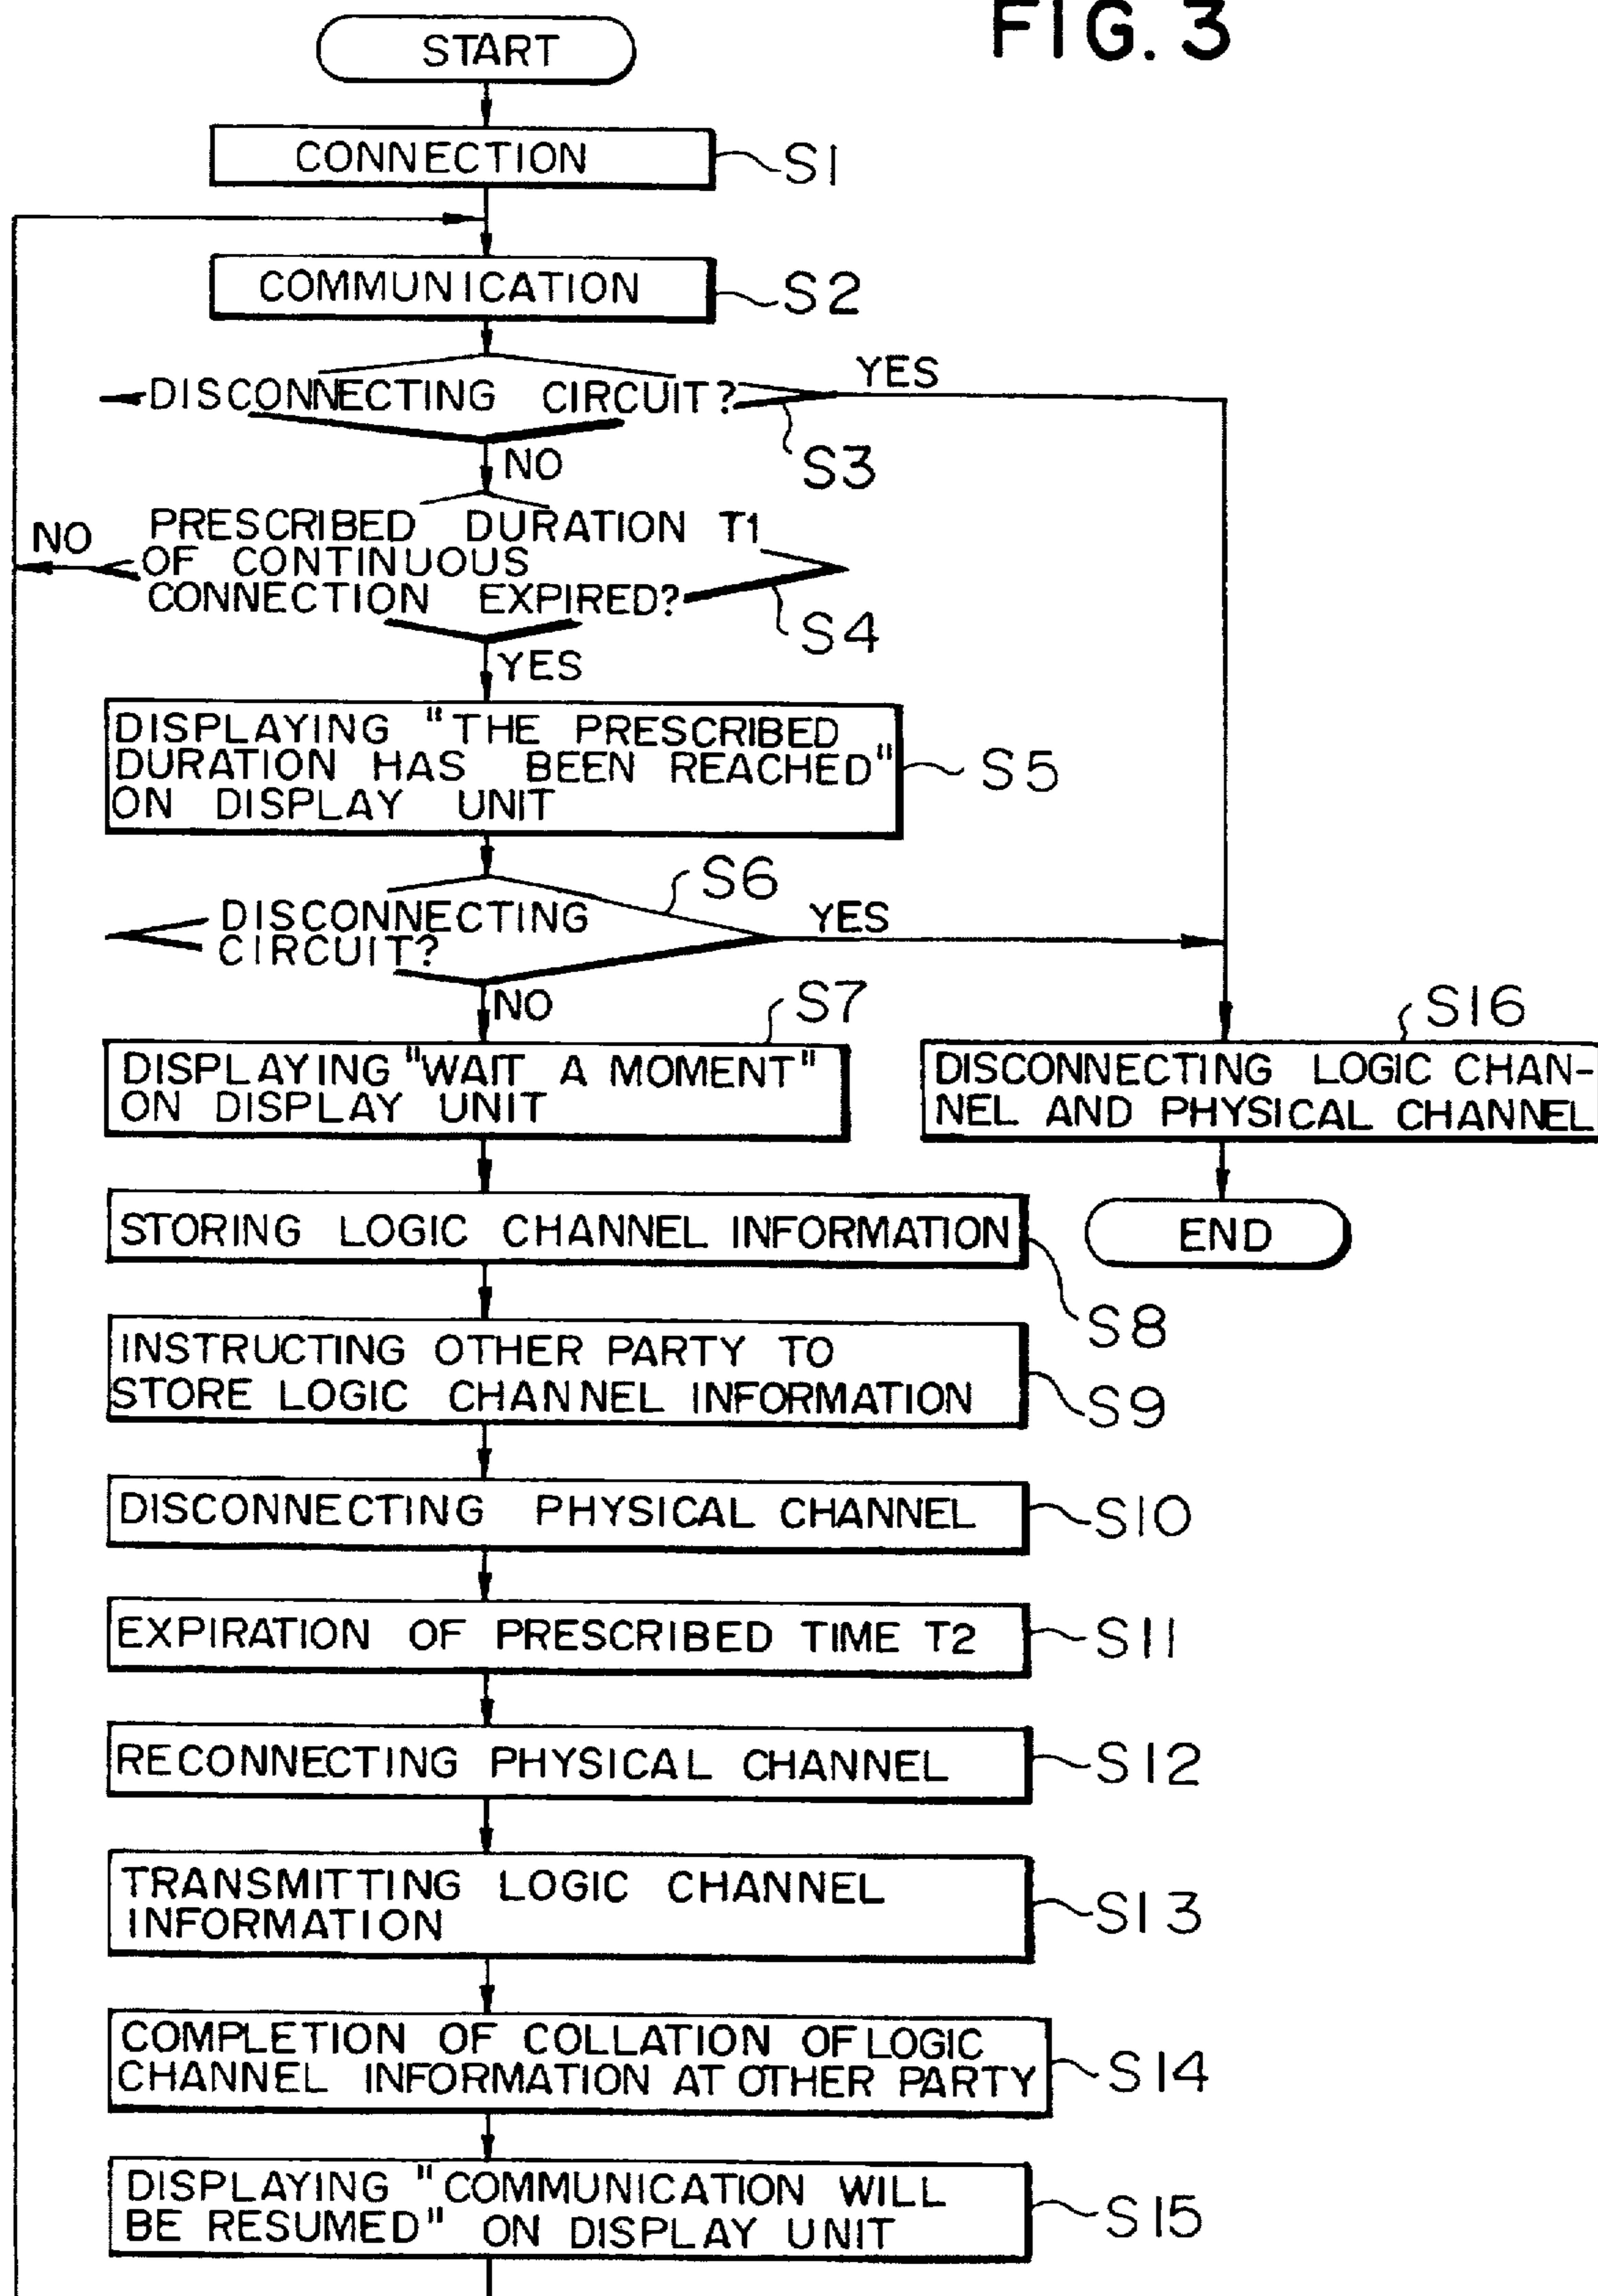 FIG. 3
START
CONNECTION
S1
COMMUNICATION
S2
DISCONNECTING CIRCUIT?
YES
S3
NO
PRESCRIBED DURATION T1
OF CONTINUOUS
CONNECTION EXPIRED?
NO
S4
YES
DISPLAYING "THE PRESCRIBED
DURATION HAS BEEN REACHED"
ON DISPLAY UNIT
S5
DISCONNECTING
CIRCUIT?
S6
YES
NO
S7
DISPLAYING "WAIT A MOMENT"
ON DISPLAY UNIT
S16
DISCONNECTING LOGIC CHAN-
NEL AND PHYSICAL CHANNEL
END
STORING LOGIC CHANNEL INFORMATION
S8
INSTRUCTING OTHER PARTY TO
STORE LOGIC CHANNEL INFORMATION
S9
DISCONNECTING PHYSICAL CHANNEL
S10
EXPIRATION OF PRESCRIBED TIME T2
S11
RECONNECTING PHYSICAL CHANNEL
S12
TRANSMITTING LOGIC CHANNEL
INFORMATION
S13
COMPLETION OF COLLATION OF LOGIC
CHANNEL INFORMATION AT OTHER PARTY
S14
DISPLAYING "COMMUNICATION WILL
BE RESUMED" ON DISPLAY UNIT
S15